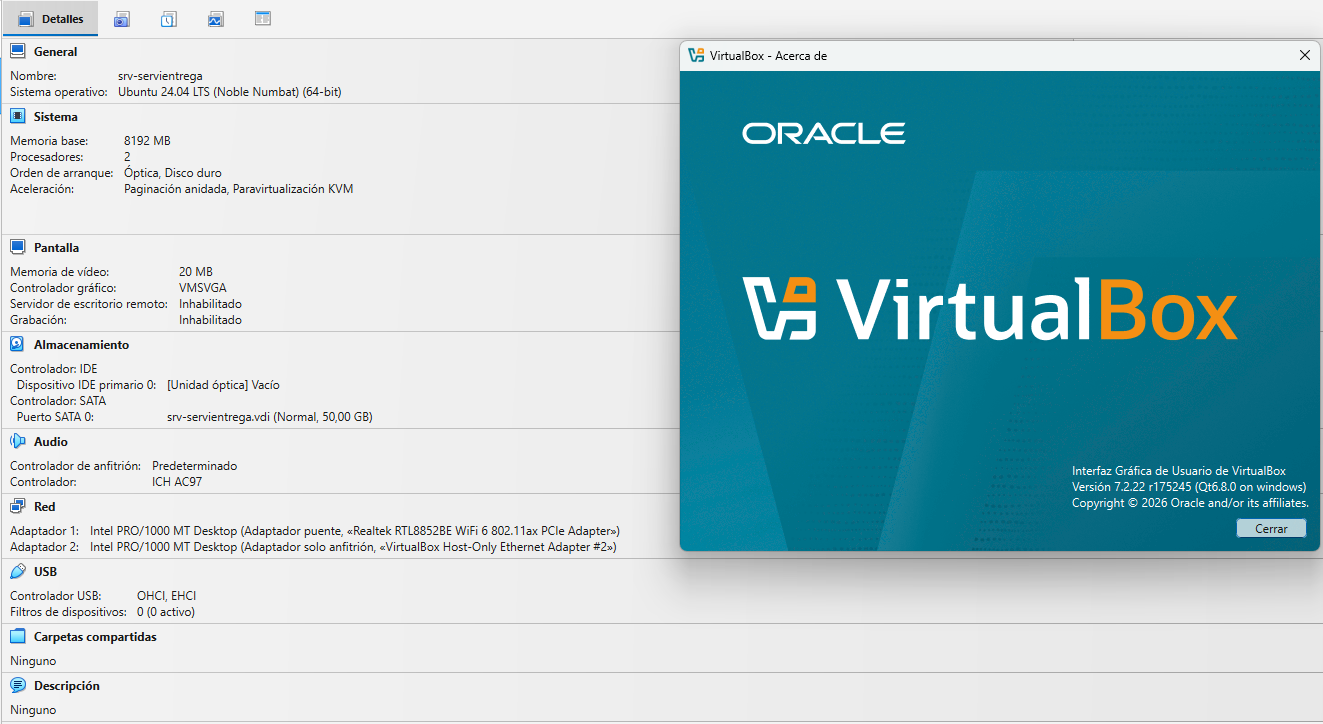 Detalles
General
Nombre: srv-servientrega
Sistema operativo: Ubuntu 24.04 LTS (Noble Numbat) (64-bit)
Sistema
Memoria base: 8192 MB
Procesadores: 2
Orden de arranque: Óptica, Disco duro
Aceleración: Paginación anidada, Paravirtualización KVM
Pantalla
Memoria de vídeo: 20 MB
Controlador gráfico: VMSVGA
Servidor de escritorio remoto: Inhabilitado
Grabación: Inhabilitado
Almacenamiento
Controlador: IDE
Dispositivo IDE primario 0: [Unidad óptica] Vacío
Controlador: SATA
Puerto SATA 0: srv-servientrega.vdi (Normal, 50,00 GB)
Audio
Controlador de anfitrión: Predeterminado
Controlador: ICH AC97
Red
Adaptador 1: Intel PRO/1000 MT Desktop (Adaptador puente, «Realtek RTL8852BE WiFi 6 802.11ax PCIe Adapter»)
Adaptador 2: Intel PRO/1000 MT Desktop (Adaptador solo anfitrión, «VirtualBox Host-Only Ethernet Adapter #2»)
USB
Controlador USB: OHCI, EHCI
Filtros de dispositivos: 0 (0 activo)
Carpetas compartidas
Ninguno
Descripción
Ninguno
VirtualBox - Acerca de
ORACLE
VirtualBox
Interfaz Gráfica de Usuario de VirtualBox
Versión 7.2.22 r175245 (Qt6.8.0 on windows)
Copyright © 2026 Oracle and/or its affiliates.
Cerrar